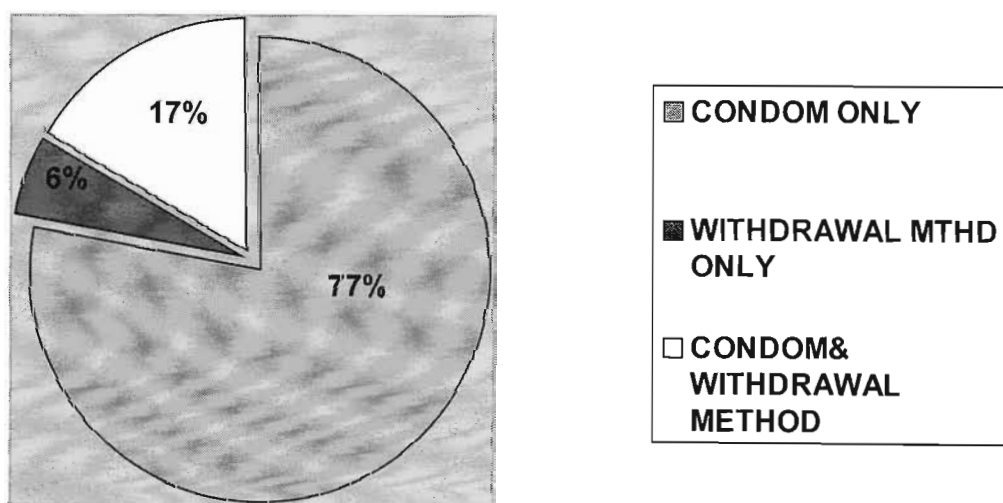 17%
6%
77%
CONDOM ONLY
WITHDRAWAL MTHD
ONLY
CONDOM&
WITHDRAWAL
METHOD